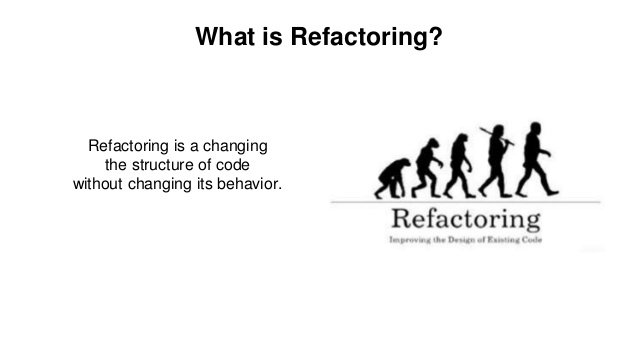 What is Refactoring?
Refactoring is a changing
the structure of code
without changing its behavior.
Refactoring
Improving the Design of Existing Code